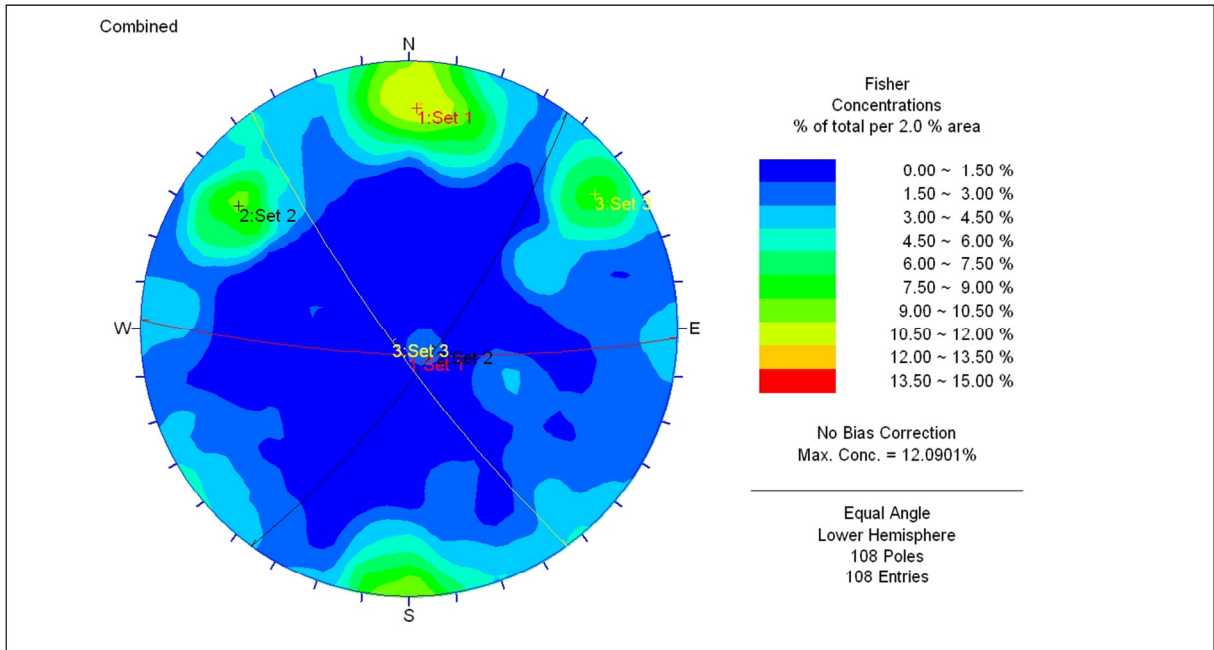 Combined
N
1:Set 1
2:Set 2
3:Set 3
W
E
3:Set 3
2:Set 2
1:Set 1
S
Fisher
Concentrations
% of total per 2.0 % area
0.00 ~ 1.50 %
1.50 ~ 3.00 %
3.00 ~ 4.50 %
4.50 ~ 6.00 %
6.00 ~ 7.50 %
7.50 ~ 9.00 %
9.00 ~ 10.50 %
10.50 ~ 12.00 %
12.00 ~ 13.50 %
13.50 ~ 15.00 %
No Bias Correction
Max. Conc. = 12.0901%
Equal Angle
Lower Hemisphere
108 Poles
108 Entries